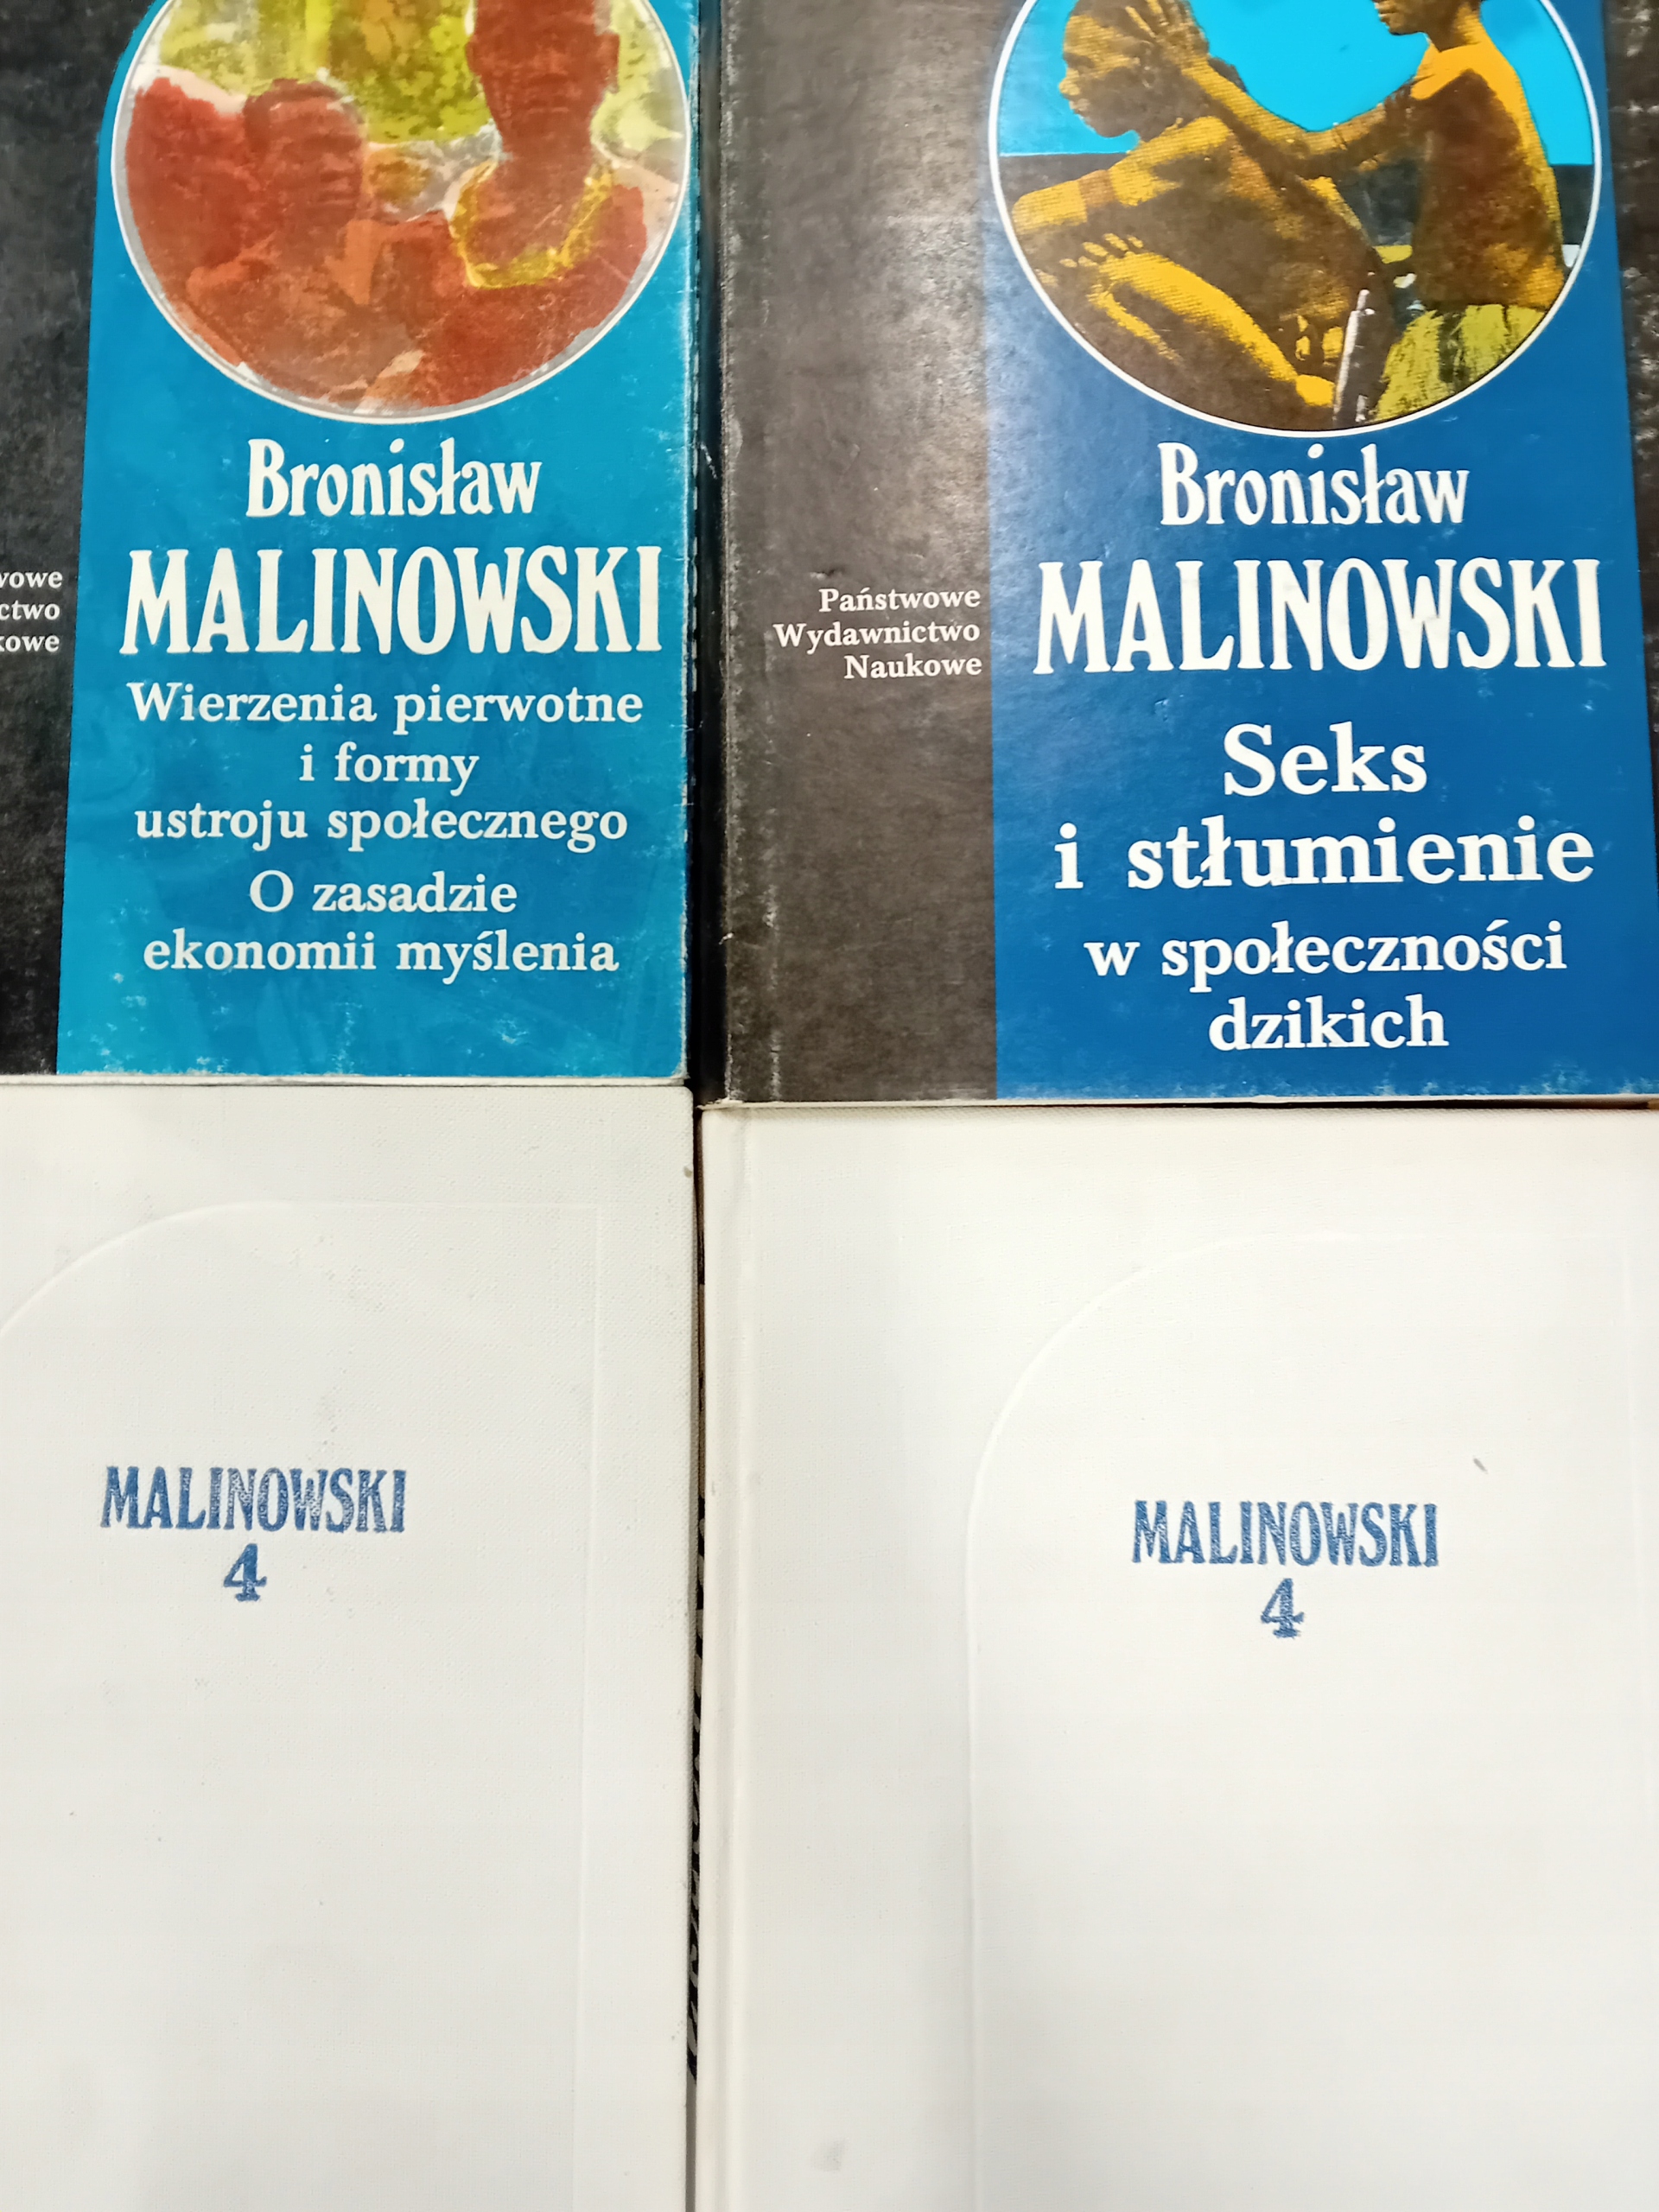 Bronisław
MALINOWSKI
Wierzenia pierwotne
i formy
ustroju społecznego
O zasadzie
ekonomii myślenia
Państwowe
Wydawnictwo
Naukowe
Bronisław
MALINOWSKI
Seks
i stłumienie
w społeczności
dzikich
MALINOWSKI
4
MALINOWSKI
4